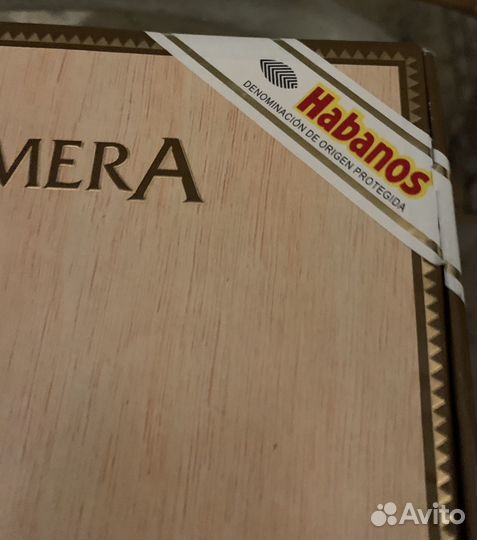 Habanos
DENOMINACIÓN DE ORIGEN PROTEGIDA
MERA
Avito